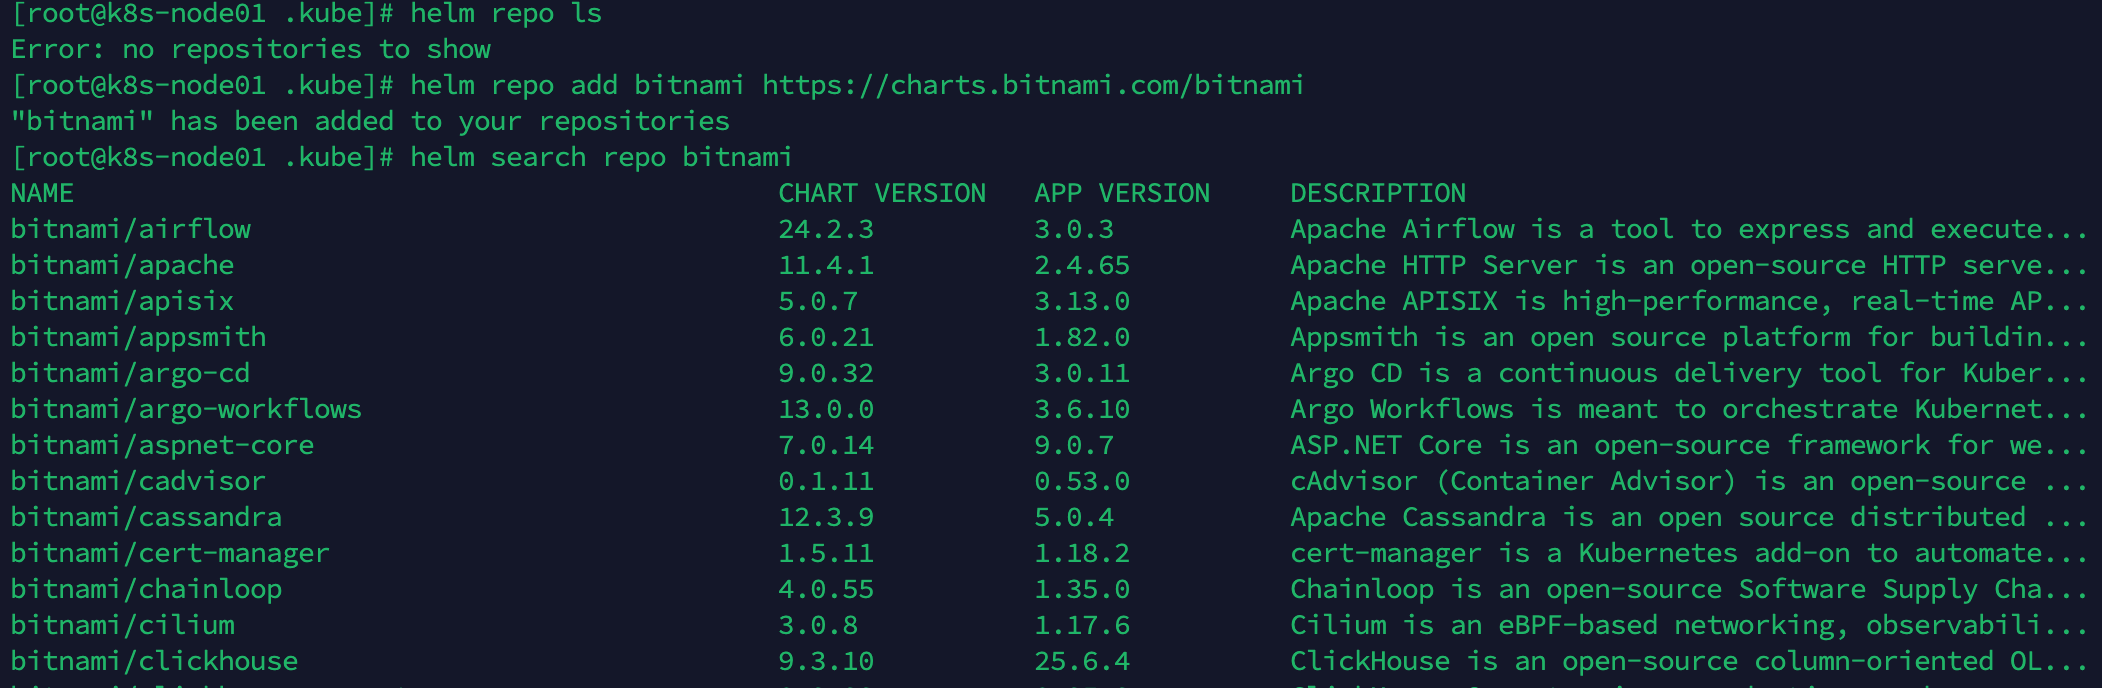 [root@k8s-node01 .kube]# helm repo ls
Error: no repositories to show
[root@k8s-node01 .kube]# helm repo add bitnami https://charts.bitnami.com/bitnami
"bitnami" has been added to your repositories
[root@k8s-node01 .kube]# helm search repo bitnami
NAME CHART VERSION APP VERSION DESCRIPTION
bitnami/airflow 24.2.3 3.0.3 Apache Airflow is a tool to express and execute...
bitnami/apache 11.4.1 2.4.65 Apache HTTP Server is an open-source HTTP serve...
bitnami/apisix 5.0.7 3.13.0 Apache APISIX is high-performance, real-time AP...
bitnami/appsmith 6.0.21 1.82.0 Appsmith is an open source platform for buildin...
bitnami/argo-cd 9.0.32 3.0.11 Argo CD is a continuous delivery tool for Kuber...
bitnami/argo-workflows 13.0.0 3.6.10 Argo Workflows is meant to orchestrate Kubernet...
bitnami/aspnet-core 7.0.14 9.0.7 ASP.NET Core is an open-source framework for we...
bitnami/cadvisor 0.1.11 0.53.0 cAdvisor (Container Advisor) is an open-source ...
bitnami/cassandra 12.3.9 5.0.4 Apache Cassandra is an open source distributed ...
bitnami/cert-manager 1.5.11 1.18.2 cert-manager is a Kubernetes add-on to automate...
bitnami/chainloop 4.0.55 1.35.0 Chainloop is an open-source Software Supply Cha...
bitnami/cilium 3.0.8 1.17.6 Cilium is an eBPF-based networking, observabili...
bitnami/clickhouse 9.3.10 25.6.4 ClickHouse is an open-source column-oriented OL...